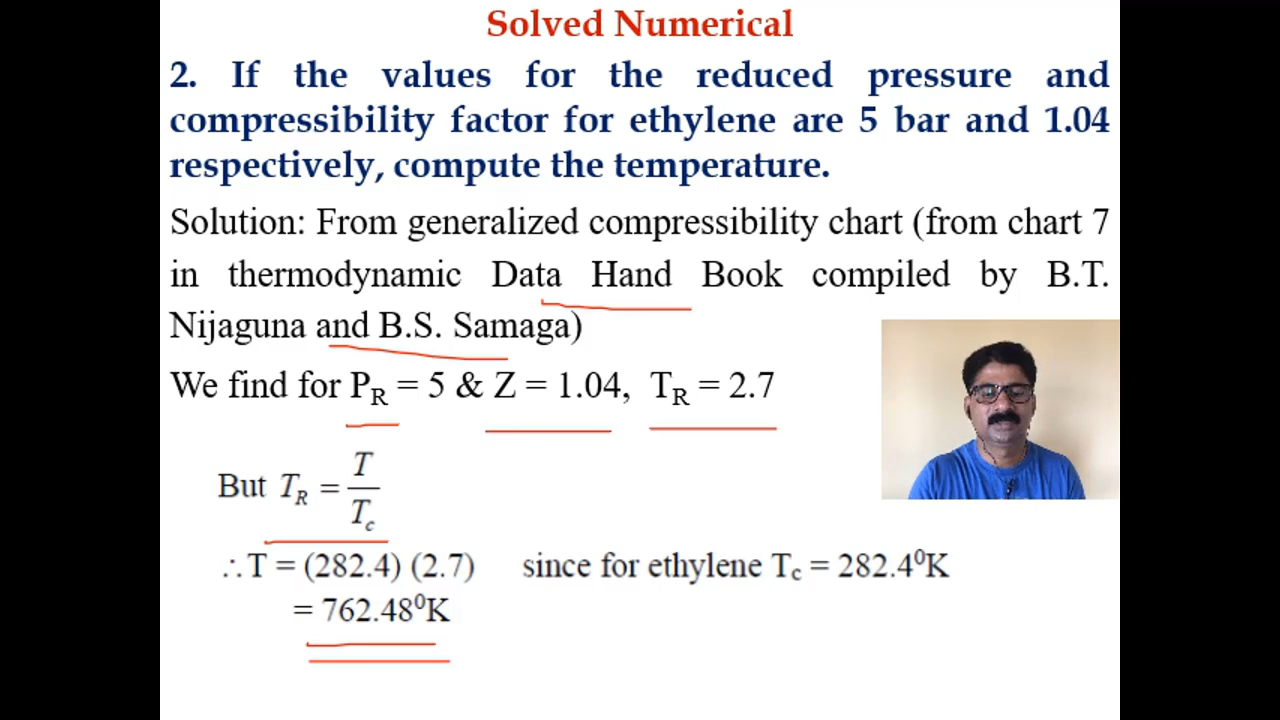 Solved Numerical
2. If the values for the reduced pressure and
compressibility factor for ethylene are 5 bar and 1.04
respectively, compute the temperature.
Solution: From generalized compressibility chart (from chart 7
in thermodynamic Data Hand Book compiled by B.T.
Nijaguna and B.S. Samaga)
We find for P_R = 5 & Z = 1.04, T_R = 2.7
But T_R = T / T_c
∴T = (282.4) (2.7) since for ethylene T_c = 282.4⁰K
= 762.48⁰K